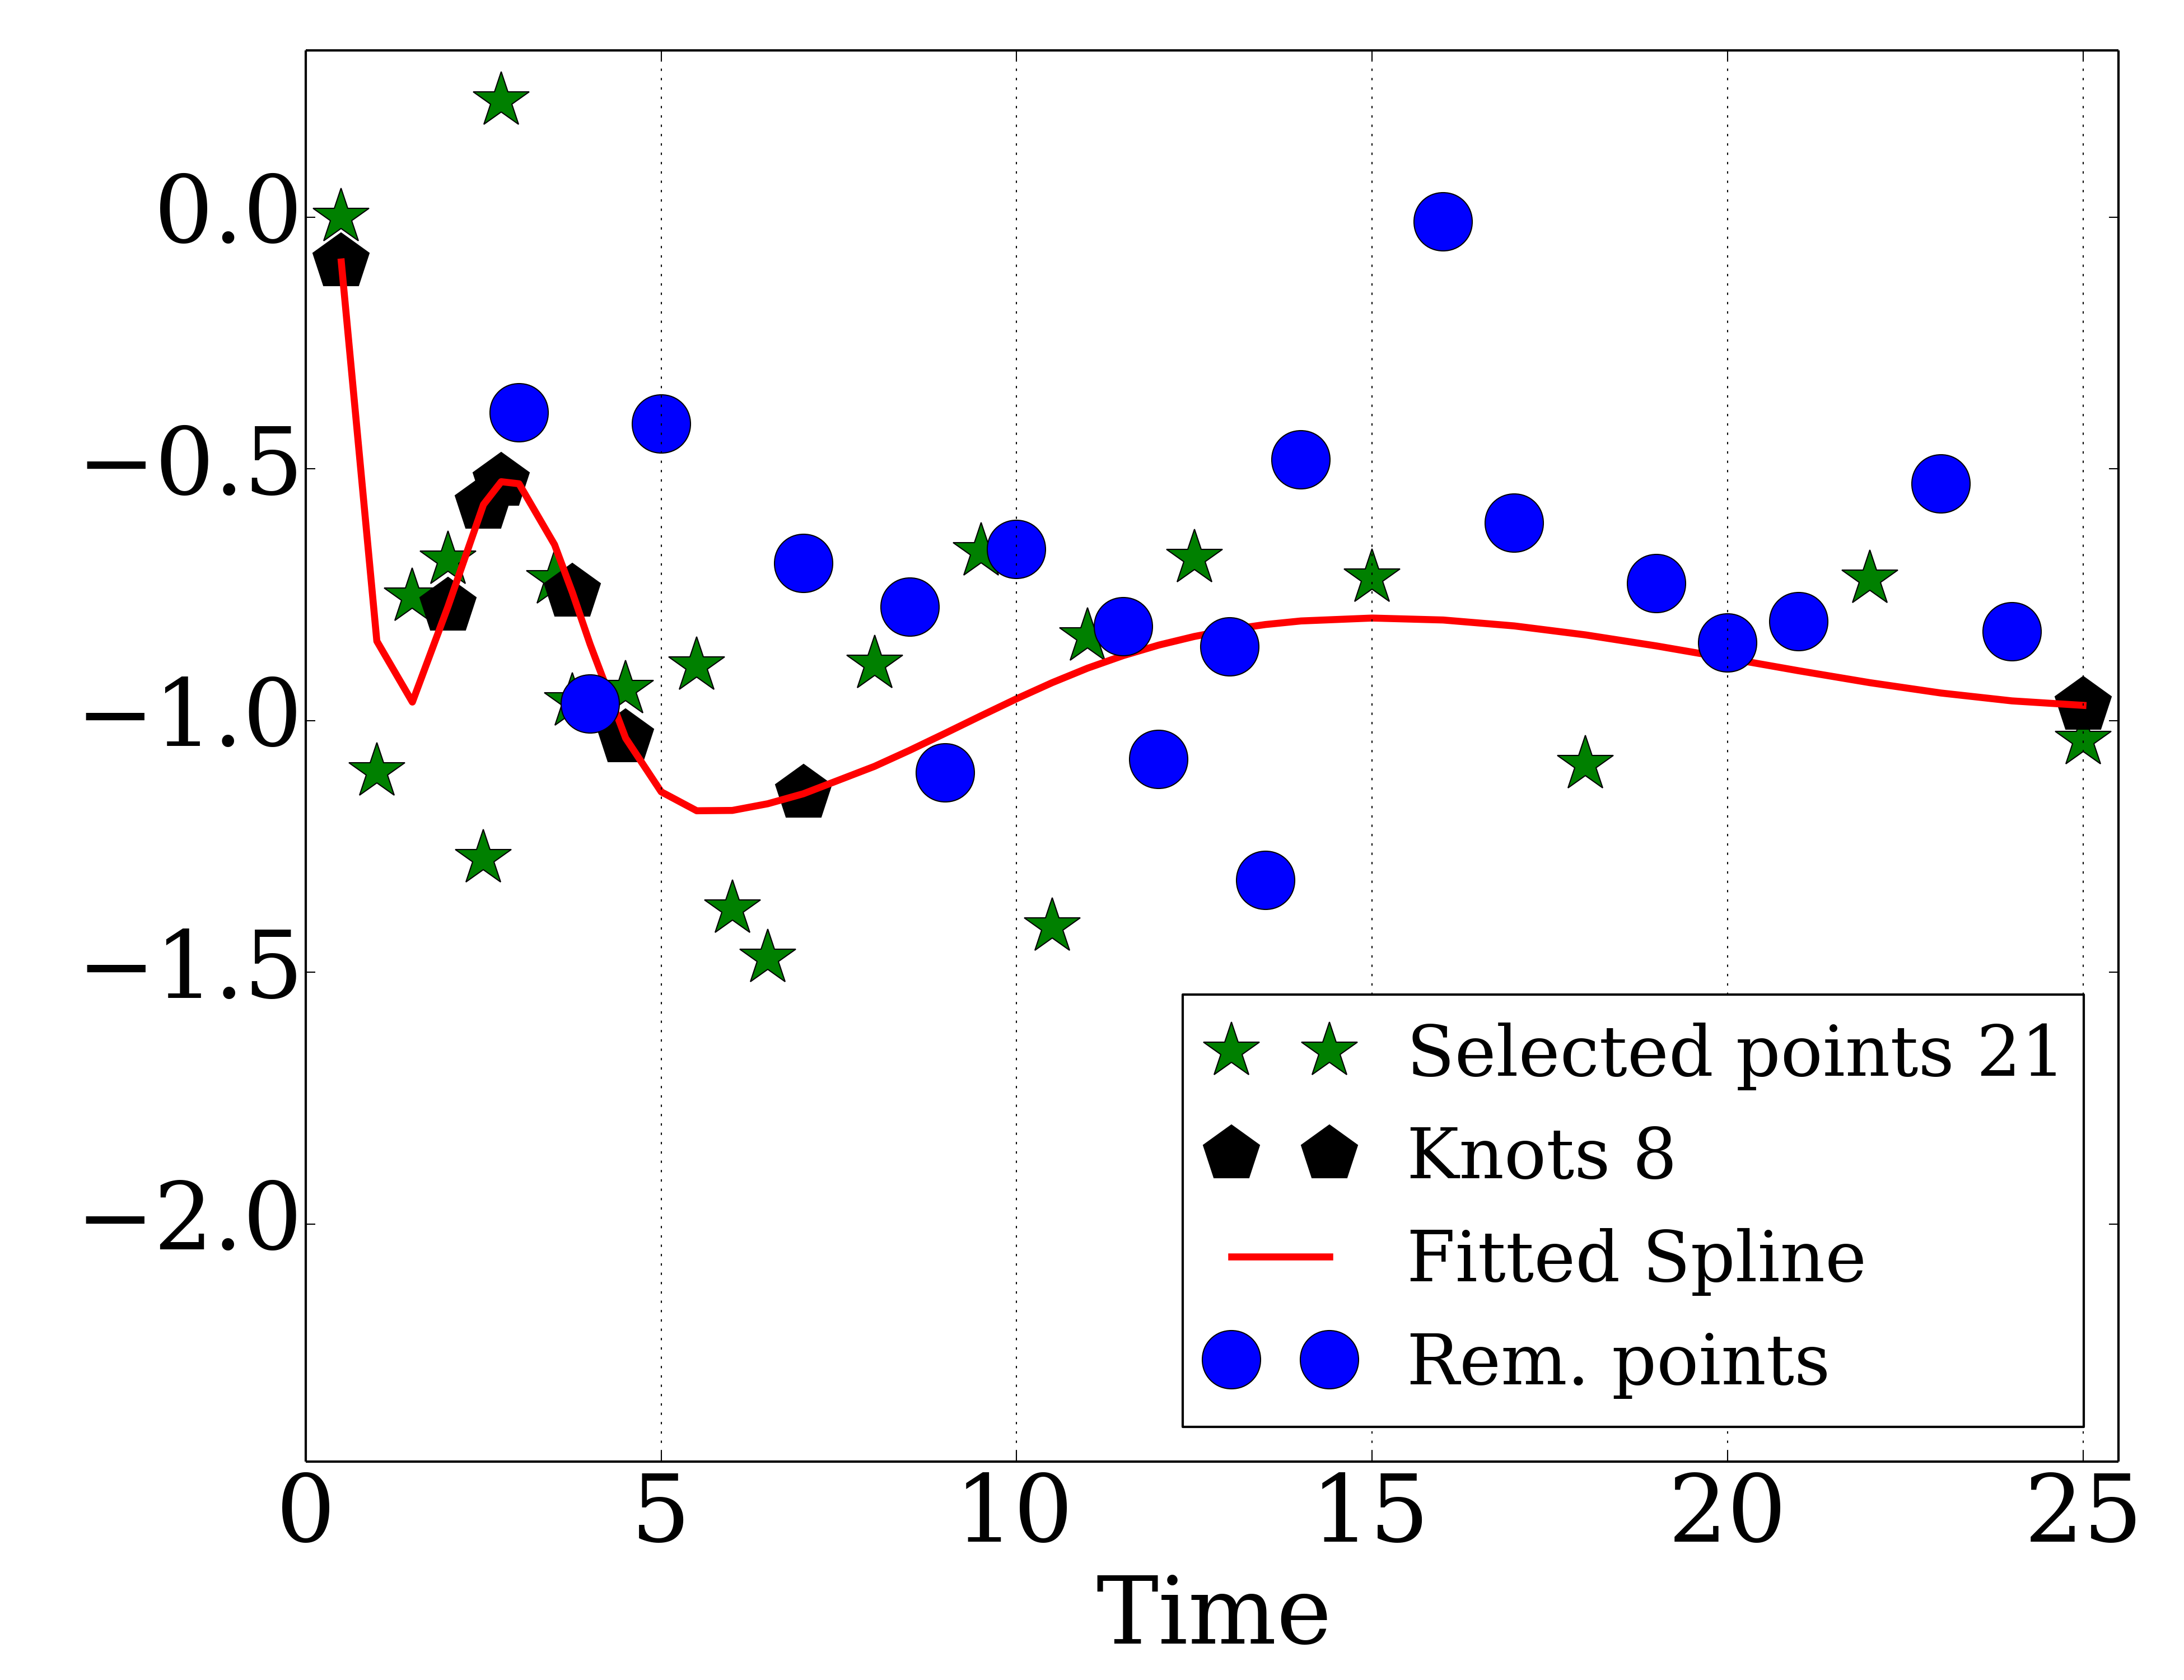 0.0
−0.5
−1.0
−1.5
−2.0
Selected points 21
Knots 8
Fitted Spline
Rem. points
0 5 10 15 20 25
Time